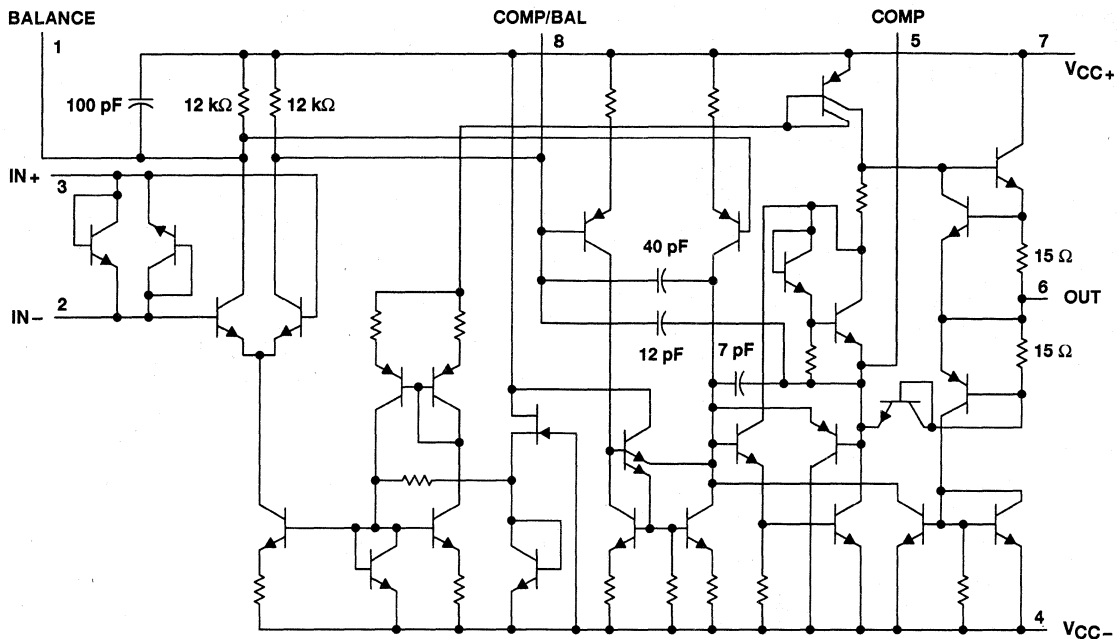 BALANCE
COMP/BAL
COMP
1
8
5
7
VCC+
100 pF
12 kΩ
12 kΩ
IN+
3
40 pF
15 Ω
6
OUT
2
IN−
12 pF
7 pF
15 Ω
4
VCC−